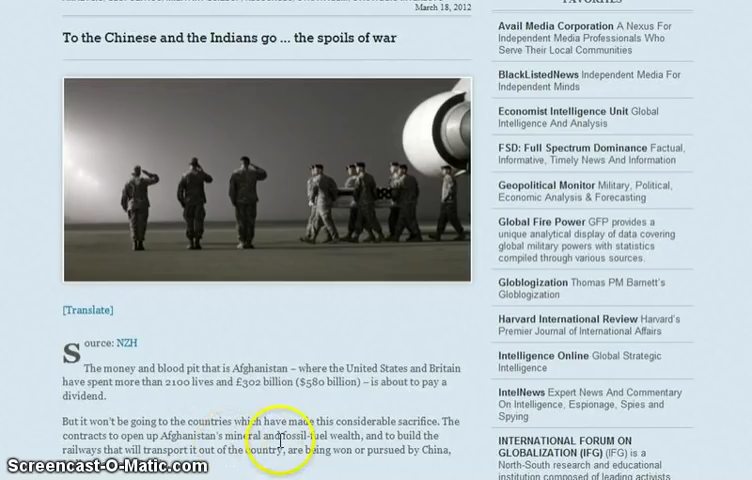 March 18, 2012
To the Chinese and the Indians go ... the spoils of war
[Translate]
Source: NZH
The money and blood pit that is Afghanistan – where the United States and Britain
have spent more than 2100 lives and £302 billion ($580 billion) – is about to pay a
dividend.
But it won't be going to the countries which have made this considerable sacrifice. The
contracts to open up Afghanistan's mineral and fossil-fuel wealth, and to build the
railways that will transport it out of the country, are being won or pursued by China,
FAVORITES
Avail Media Corporation A Nexus For
Independent Media Professionals Who
Serve Their Local Communities
BlackListedNews Independent Media For
Independent Minds
Economist Intelligence Unit Global
Intelligence And Analysis
FSD: Full Spectrum Dominance Factual,
Informative, Timely News And Information
Geopolitical Monitor Military, Political,
Economic Analysis & Forecasting
Global Fire Power GFP provides a
unique analytical display of data covering
global military powers with statistics
compiled through various sources.
Globlogization Thomas PM Barnett's
Globlogization
Harvard International Review Harvard's
Premier Journal of International Affairs
Intelligence Online Global Strategic
Intelligence
IntelNews Expert News And Commentary
On Intelligence, Espionage, Spies and
Spying
INTERNATIONAL FORUM ON
GLOBALIZATION (IFG) (IFG) is a
North-South research and educational
institution composed of leading activists
Screencast-O-Matic.com